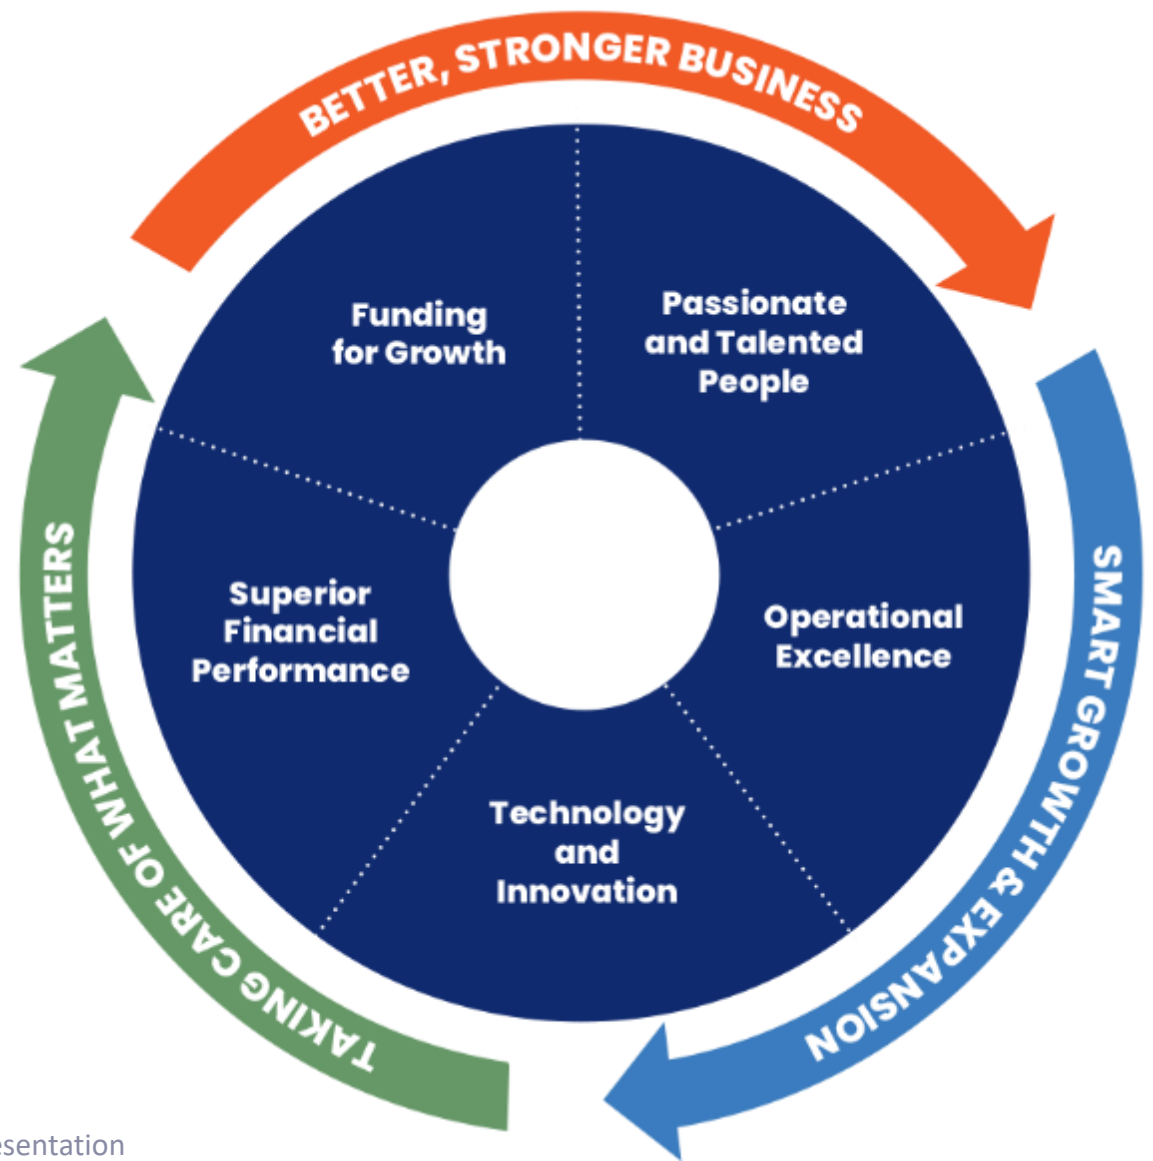 BETTER, STRONGER BUSINESS
Funding
for Growth
Passionate
and Talented
People
Superior
Financial
Performance
Operational
Excellence
Technology
and
Innovation
SMART GROWTH & EXPANSION
TAKING CARE OF WHAT MATTERS